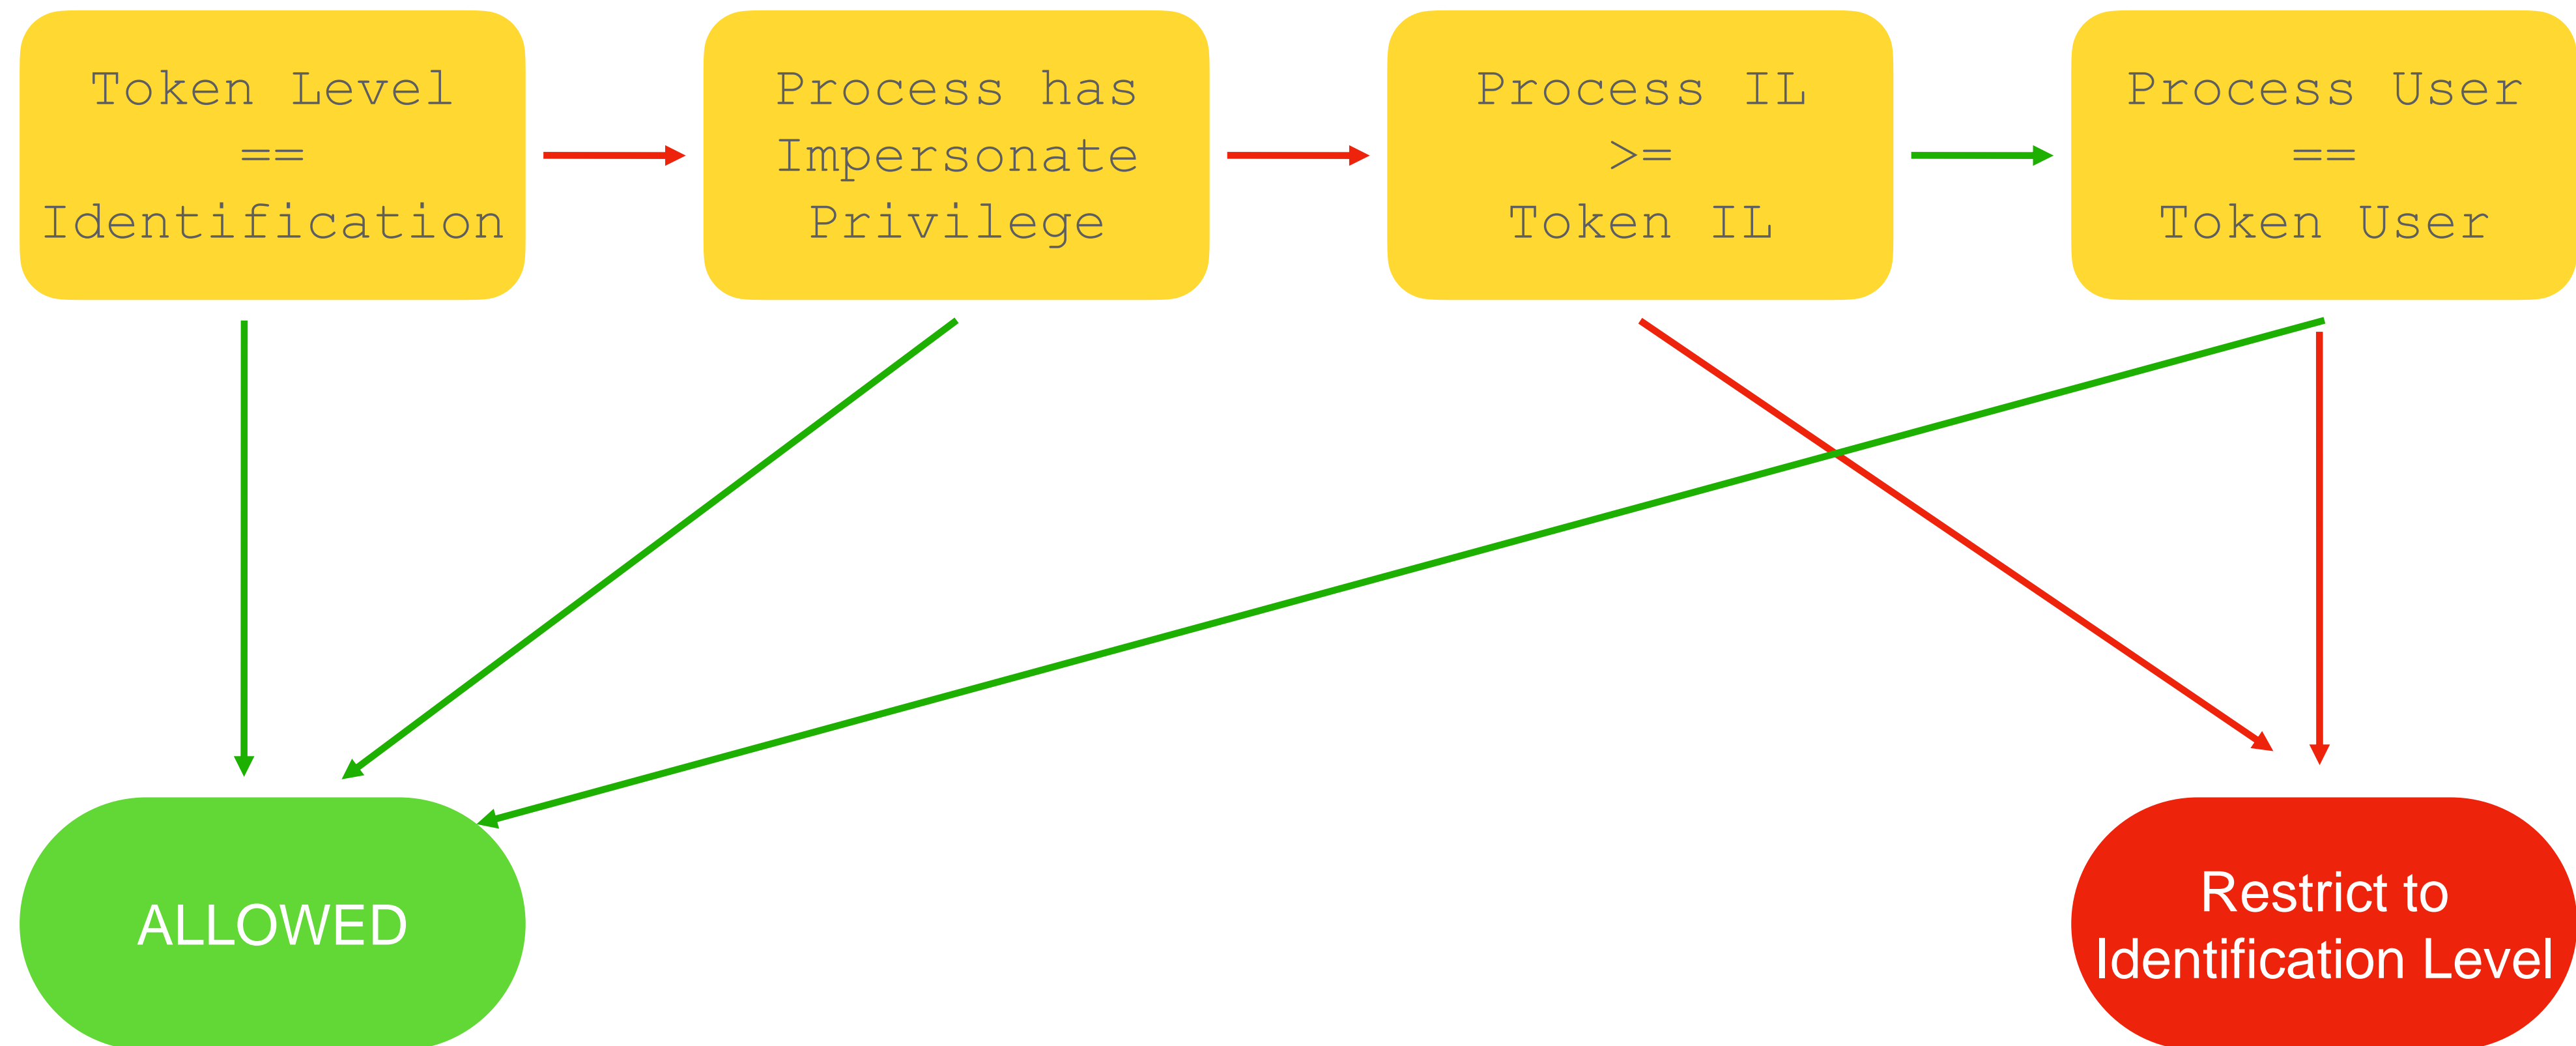 Token Level
==
Identification
Process has
Impersonate
Privilege
Process IL
>=
Token IL
Process User
==
Token User
ALLOWED
Restrict to
Identification Level